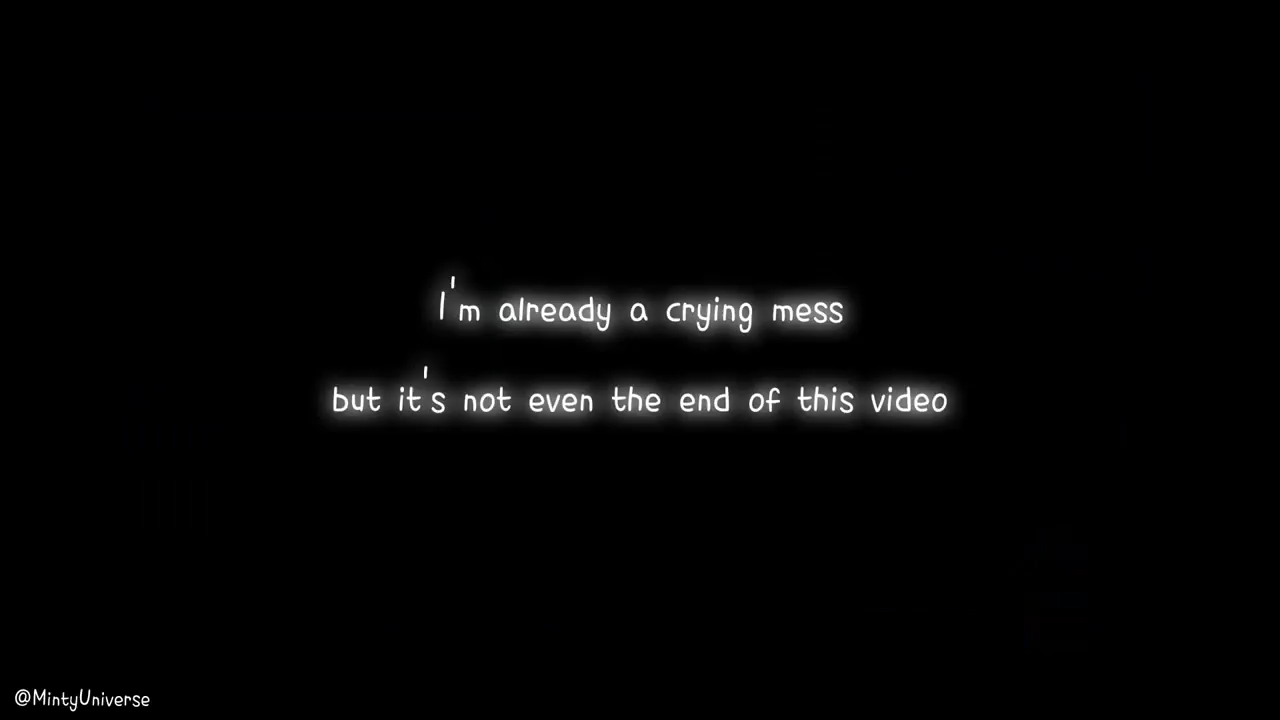 I'm already a crying mess
but it's not even the end of this video
@MintyUniverse